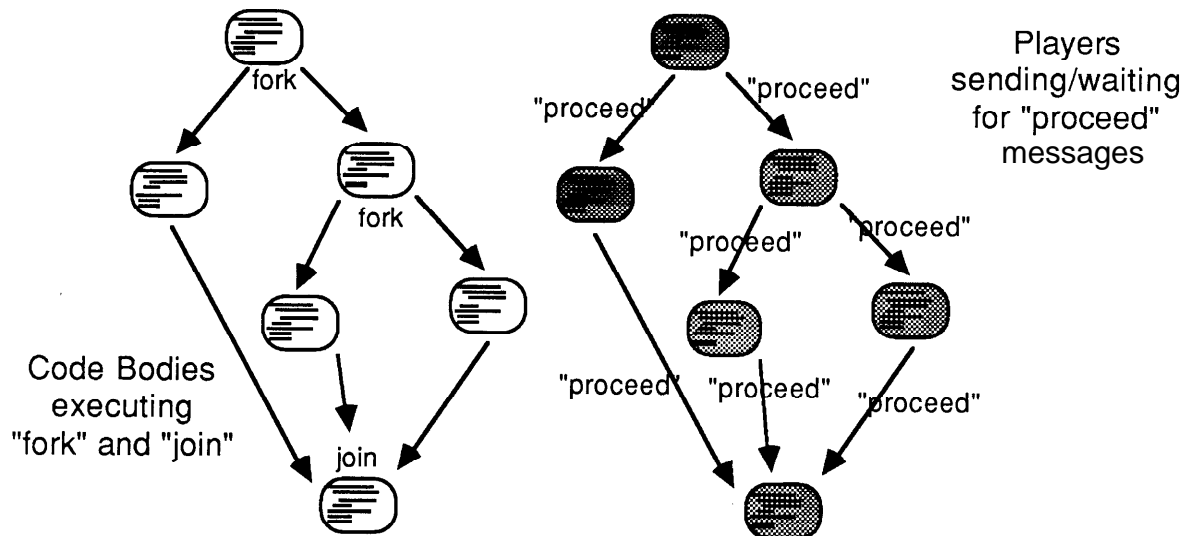 fork
fork
Code Bodies
executing
"fork" and "join"
join
"proceed"
"proceed"
"proceed"
"proceed"
"proceed"
"proceed"
"proceed"
Players
sending/waiting
for "proceed"
messages